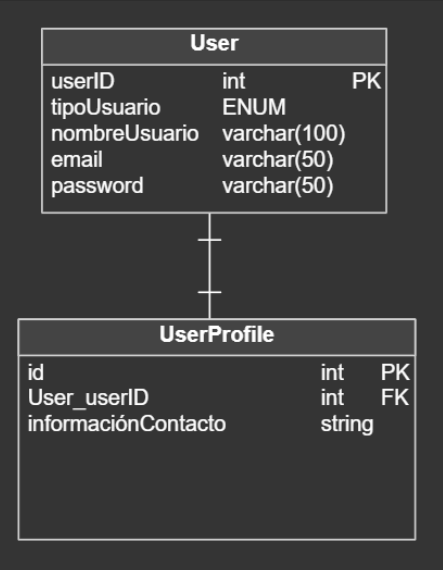 User
userID int PK
tipoUsuario ENUM
nombreUsuario varchar(100)
email varchar(50)
password varchar(50)
UserProfile
id int PK
User_userID int FK
informaciónContacto string